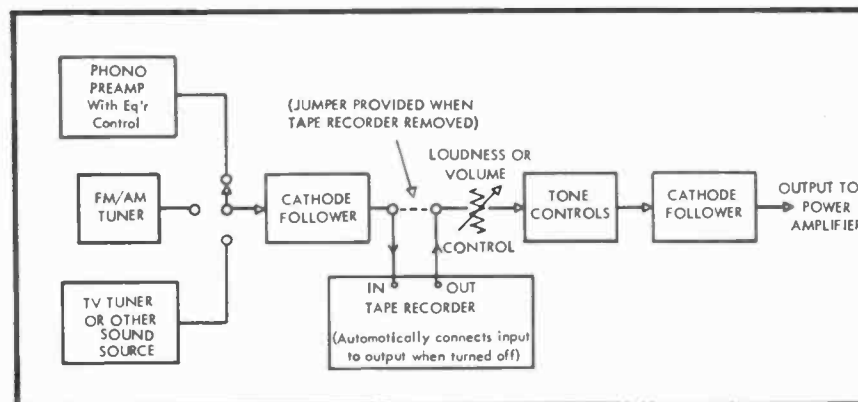 PHONO
PREAMP
With Eq'r
Control
(JUMPER PROVIDED WHEN
TAPE RECORDER REMOVED)
LOUDNESS OR
VOLUME
FM/AM
TUNER
CATHODE
FOLLOWER
TONE
CONTROLS
CATHODE
FOLLOWER
OUTPUT TO
POWER
AMPLIFIER
CONTROL
TV TUNER
OR OTHER
SOUND
SOURCE
IN
OUT
TAPE RECORDER
(Automatically connects input
to output when turned off)